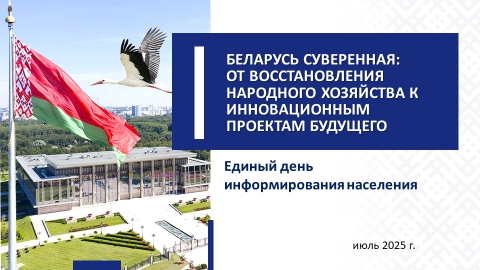 БЕЛАРУСЬ СУВЕРЕННАЯ:
ОТ ВОССТАНОВЛЕНИЯ
НАРОДНОГО ХОЗЯЙСТВА К
ИННОВАЦИОННЫМ
ПРОЕКТАМ БУДУЩЕГО
Единый день
информирования населения
июль 2025 г.